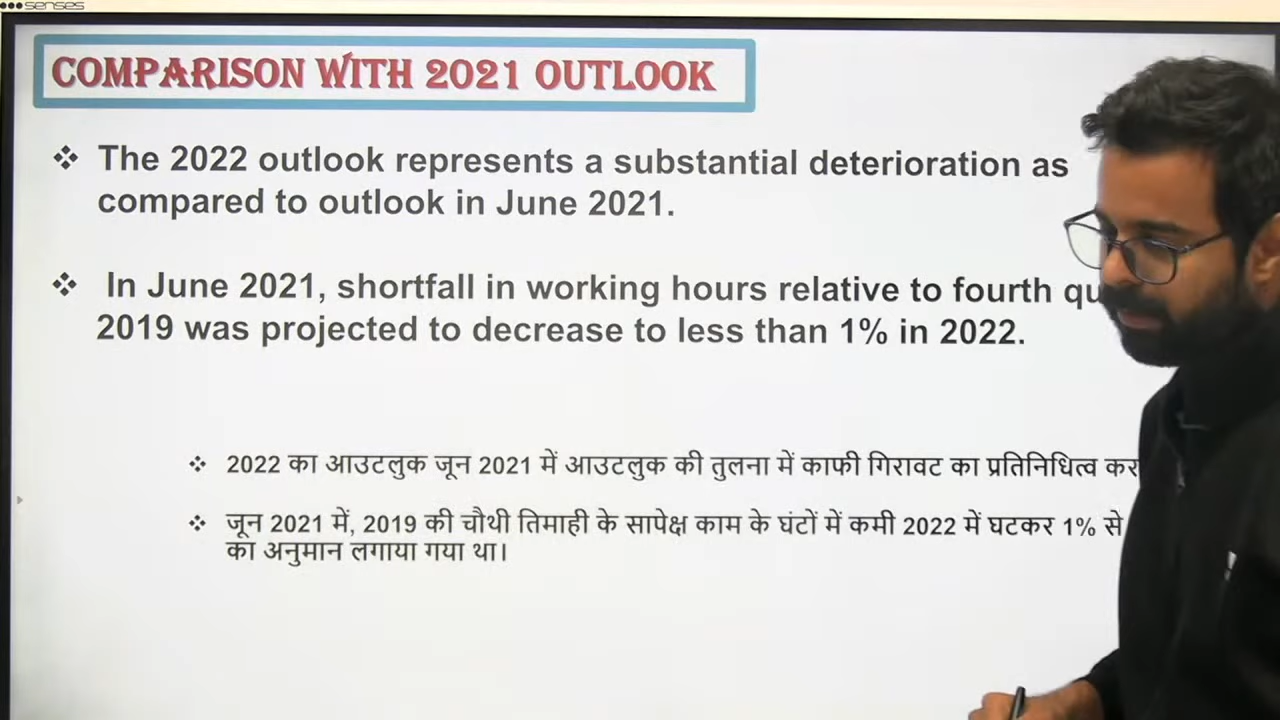 senses
COMPARISON WITH 2021 OUTLOOK
❖ The 2022 outlook represents a substantial deterioration as
compared to outlook in June 2021.
❖ In June 2021, shortfall in working hours relative to fourth qu
2019 was projected to decrease to less than 1% in 2022.
❖ 2022 का आउटलुक जून 2021 में आउटलुक की तुलना में काफी गिरावट का प्रतिनिधित्व कर
❖ जून 2021 में, 2019 की चौथी तिमाही के सापेक्ष काम के घंटों में कमी 2022 में घटकर 1% से
का अनुमान लगाया गया था।